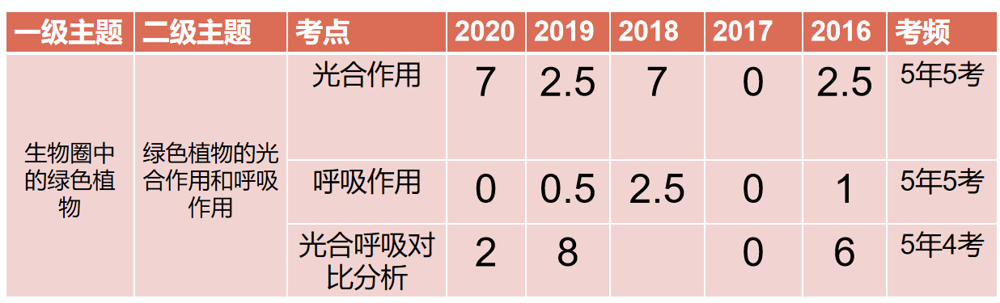 一级主题 二级主题 考点 2020 2019 2018 2017 2016 考频
生物圈中
的绿色植
物
绿色植物的光
合作用和呼吸
作用
光合作用 7 2.5 7 0 2.5 5年5考
呼吸作用 0 0.5 2.5 0 1 5年5考
光合呼吸对
比分析
2 8 0 6 5年4考